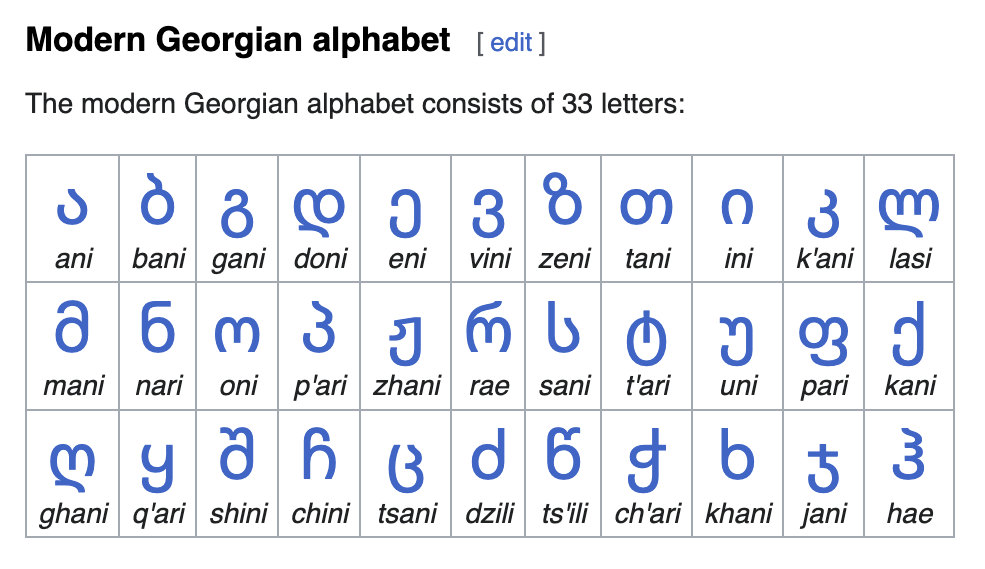 Modern Georgian alphabet [ edit ]
The modern Georgian alphabet consists of 33 letters:
ა ბ გ დ ე ვ ზ თ ი კ ლ
ani bani gani doni eni vini zeni tani ini k'ani lasi
მ ნ ო პ ჟ რ ს ტ უ ფ ქ
mani nari oni p'ari zhani rae sani t'ari uni pari kani
ღ ყ შ ჩ ც ძ წ ჭ ხ ჯ ჰ
ghani q'ari shini chini tsani dzili ts'ili ch'ari khani jani hae